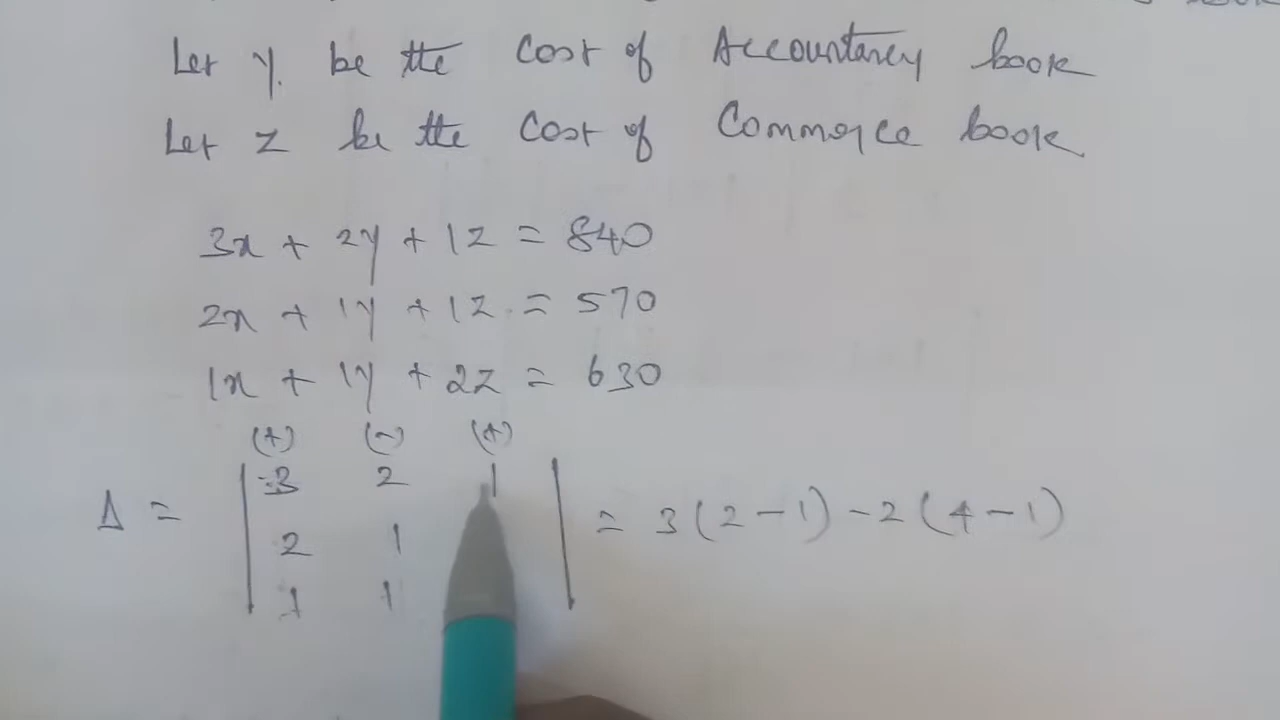 Let y. be the cost of Accountancy book
Let z be the cost of Commerce book
3x + 2y + 1z = 840
2x + 1y + 1z = 570
1x + 1y + 2z = 630
(+) (-) (+)
Δ = | 3 2 1 | = 3(2-1) -2(4-1)
2 1
1 1